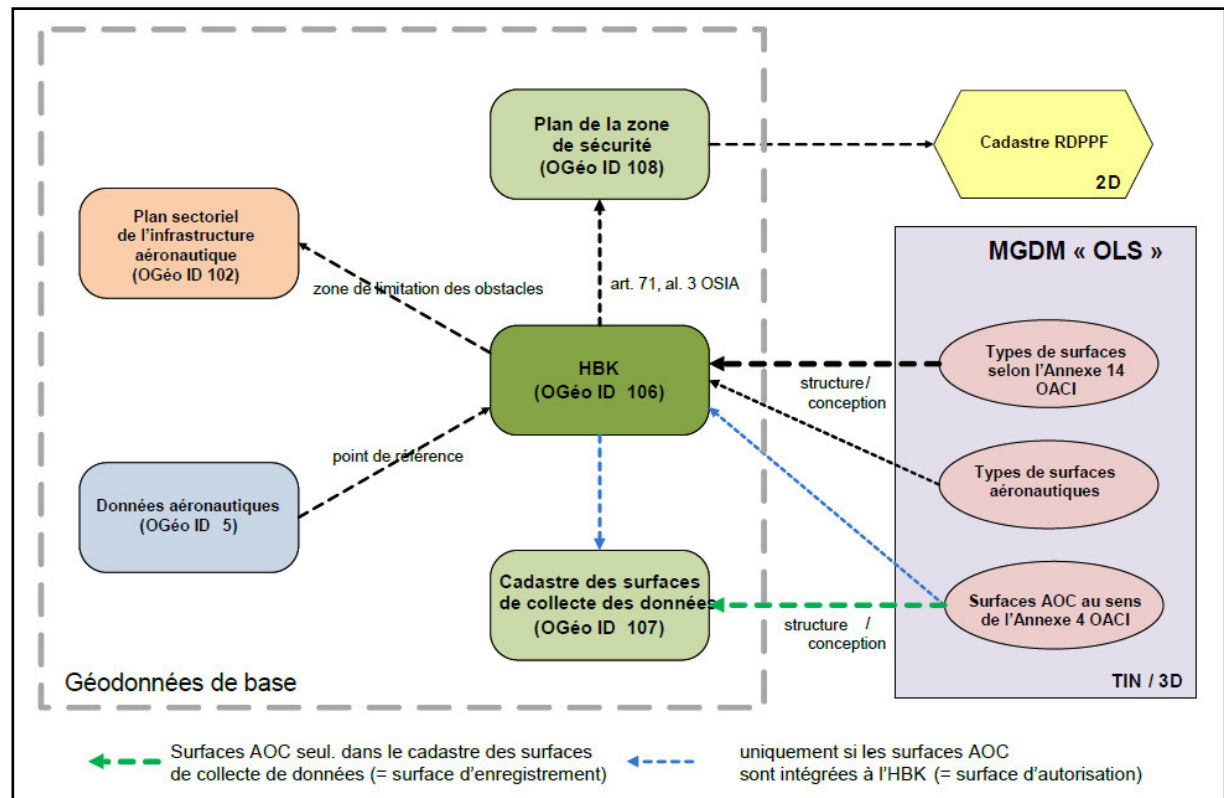 Plan de la zone
de sécurité
(OGéo ID 108)
Cadastre RDPPF
2D
Plan sectoriel
de l'infrastructure
aéronautique
(OGéo ID 102)
MGDM « OLS »
zone de limitation des obstacles
art. 71, al. 3 OSIA
HBK
(OGéo ID 106)
Types de surfaces
selon l'Annexe 14
OACI
structure/
conception
point de référence
Types de surfaces
aéronautiques
Données aéronautiques
(OGéo ID 5)
Cadastre des surfaces
de collecte des données
(OGéo ID 107)
Surfaces AOC au sens
de l'Annexe 4 OACI
structure /
conception
Géodonnées de base
TIN / 3D
Surfaces AOC seul. dans le cadastre des surfaces
de collecte de données (= surface d'enregistrement)
uniquement si les surfaces AOC
sont intégrées à l'HBK (= surface d'autorisation)